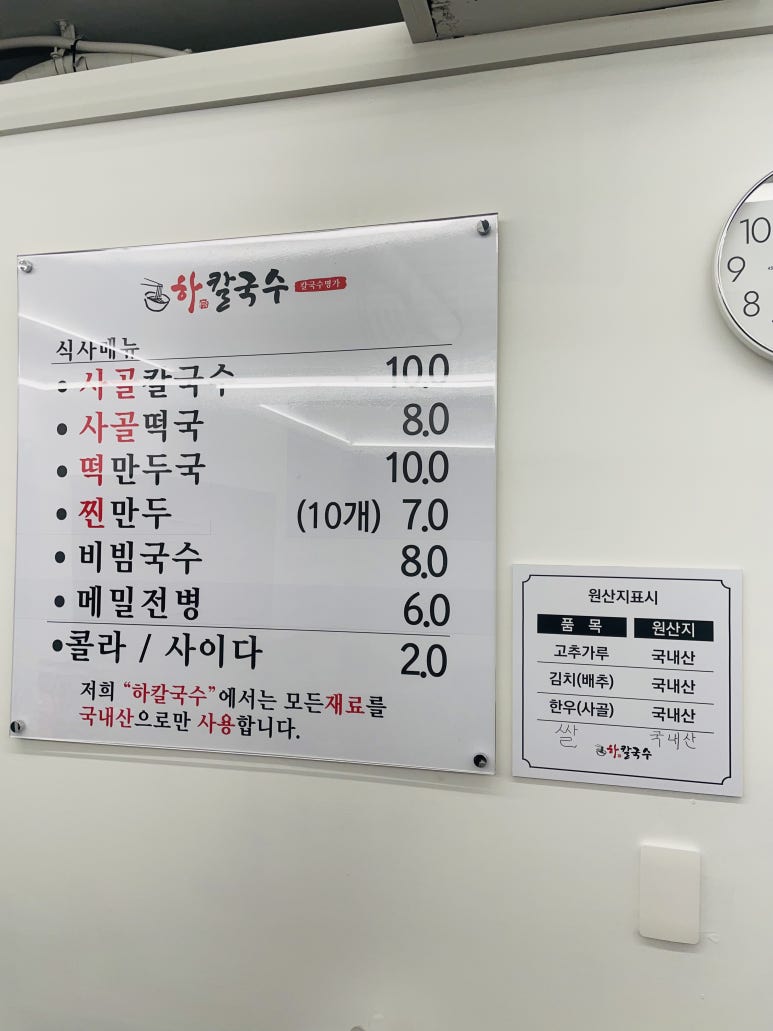 하칼국수 칼국수명가
식사메뉴
• 사골칼국수 10.0
• 사골떡국 8.0
• 떡만두국 10.0
• 찐만두 (10개) 7.0
• 비빔국수 8.0
• 메밀전병 6.0
•콜라 / 사이다 2.0
저희 “하칼국수”에서는 모든재료를
국내산으로만 사용합니다.
원산지표시
품 목 원산지
고추가루 국내산
김치(배추) 국내산
한우(사골) 국내산
쌀 국내산
하칼국수
10
9
8